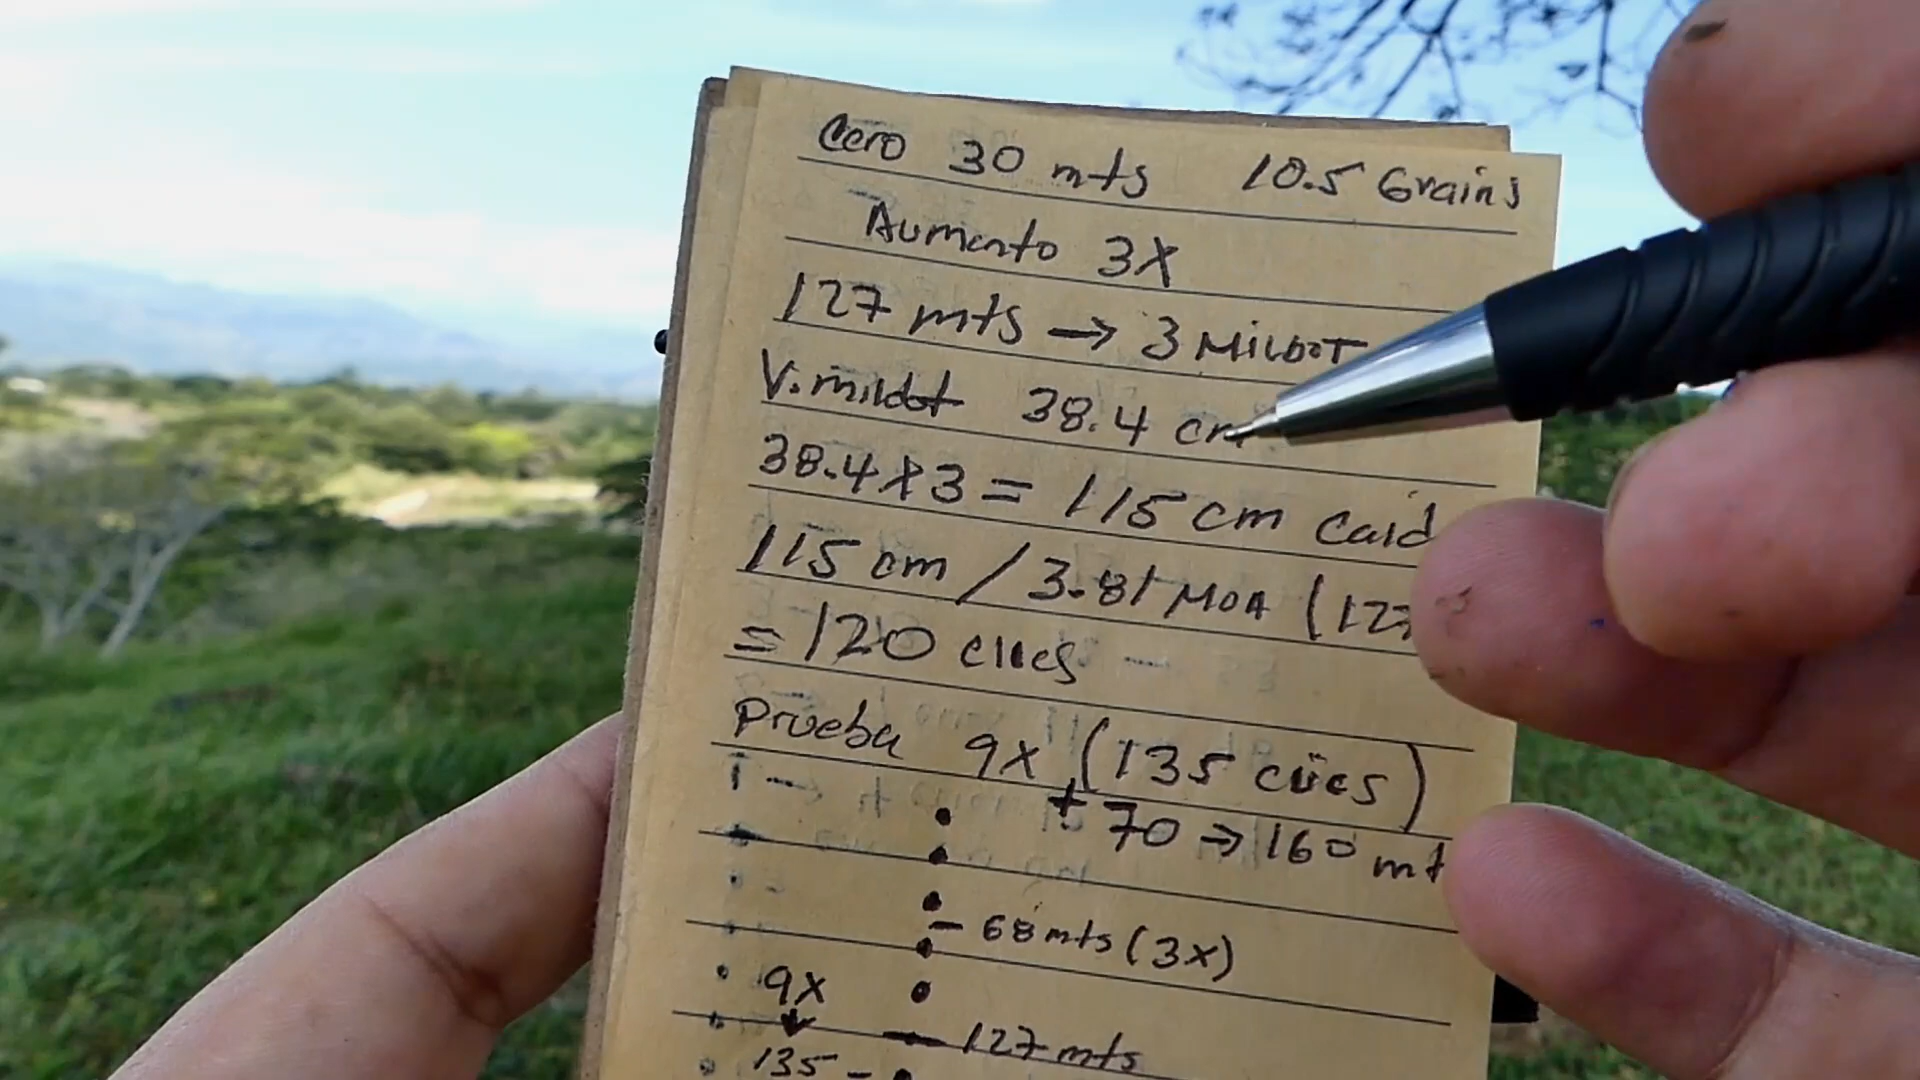 Cero 30 mts 10.5 Grains
Aumento 3X
127 mts → 3 MilDoT
V. mildot 38.4 cm
38.4 x 3 = 115 cm Caid
115 cm / 3.81 MOA (127
= 120 clics
Prueba 9x (135 clics)
+ 70 → 160 mt
- 68 mts (3x)
9x
127 mts
135 -